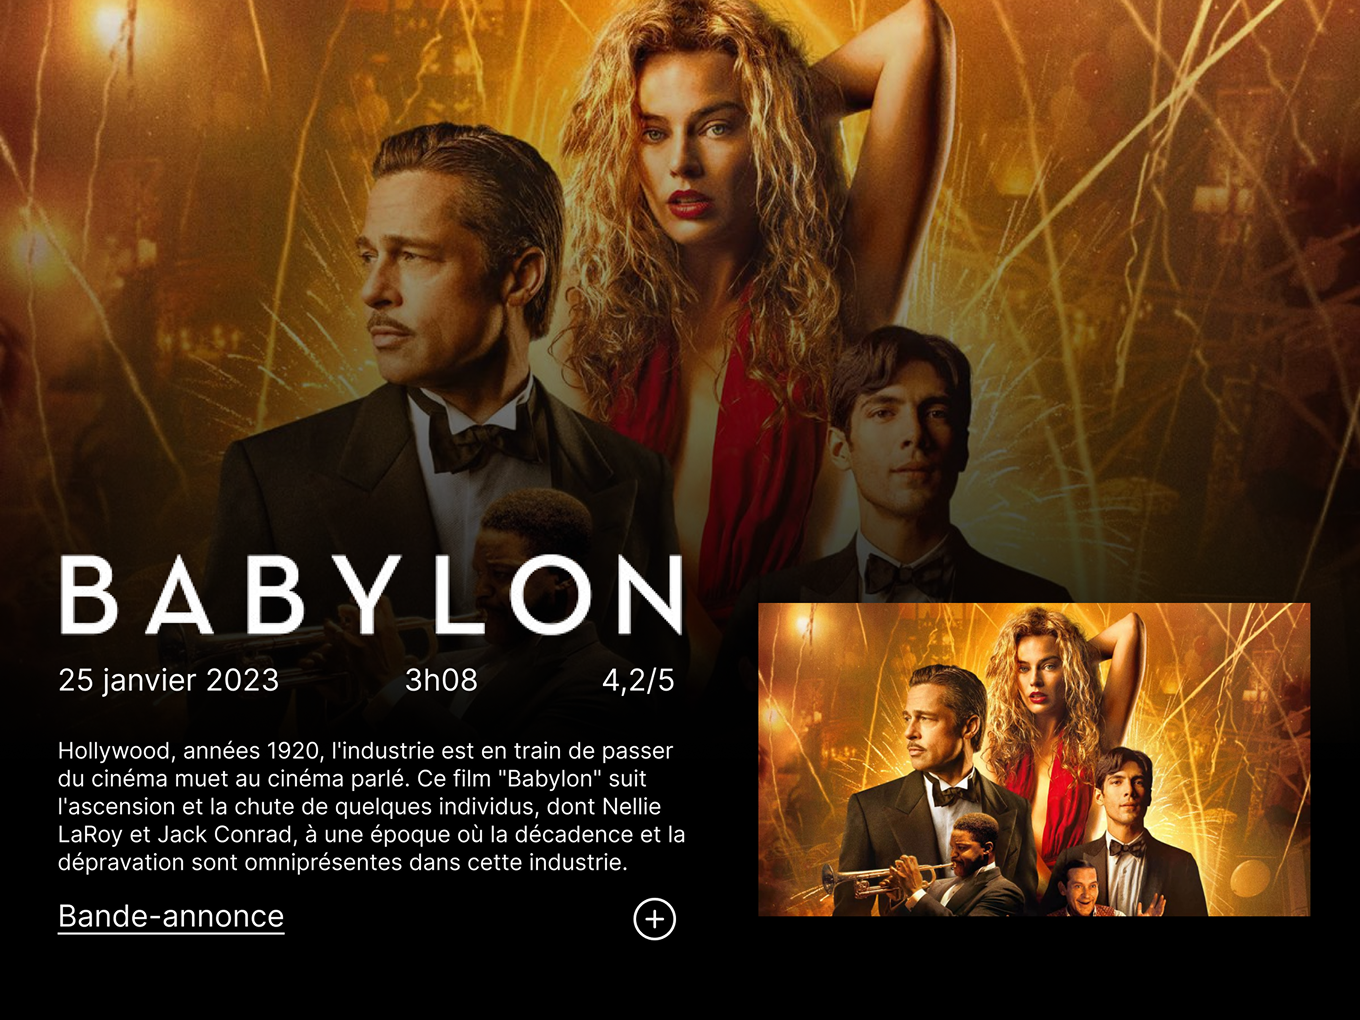 BABYLON
25 janvier 2023 3h08 4,2/5
Hollywood, années 1920, l'industrie est en train de passer
du cinéma muet au cinéma parlé. Ce film "Babylon" suit
l'ascension et la chute de quelques individus, dont Nellie
LaRoy et Jack Conrad, à une époque où la décadence et la
dépravation sont omniprésentes dans cette industrie.
Bande-annonce